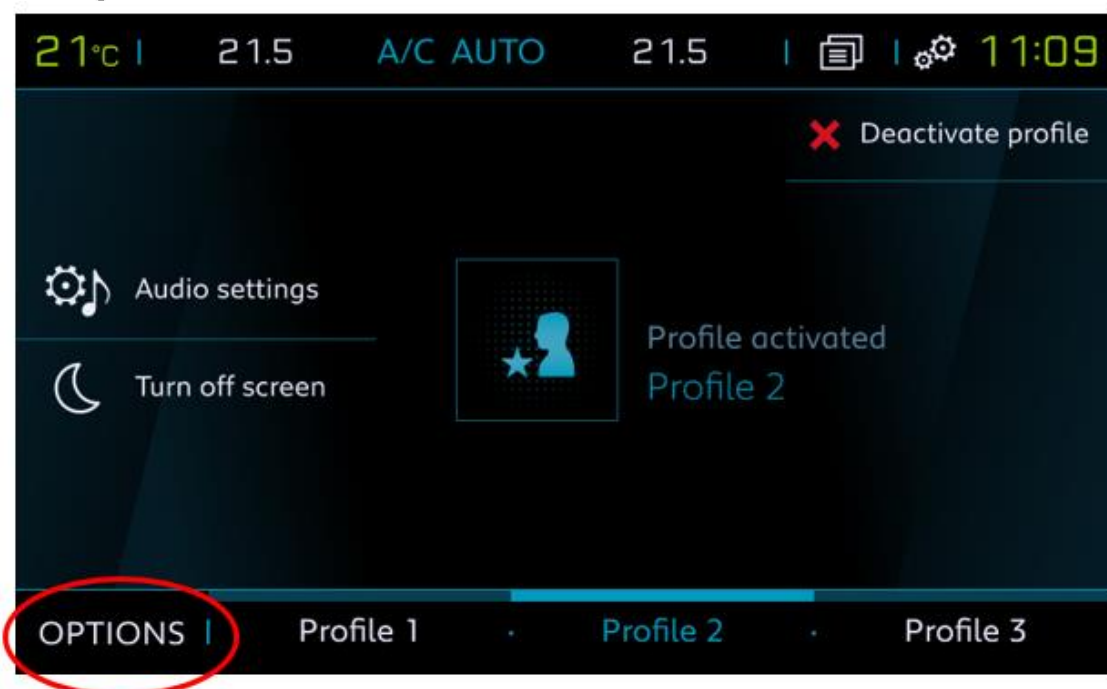 21°C 21.5 A/C AUTO 21.5 11:09
Deactivate profile
Audio settings
Turn off screen
Profile activated
Profile 2
OPTIONS Profile 1 · Profile 2 · Profile 3